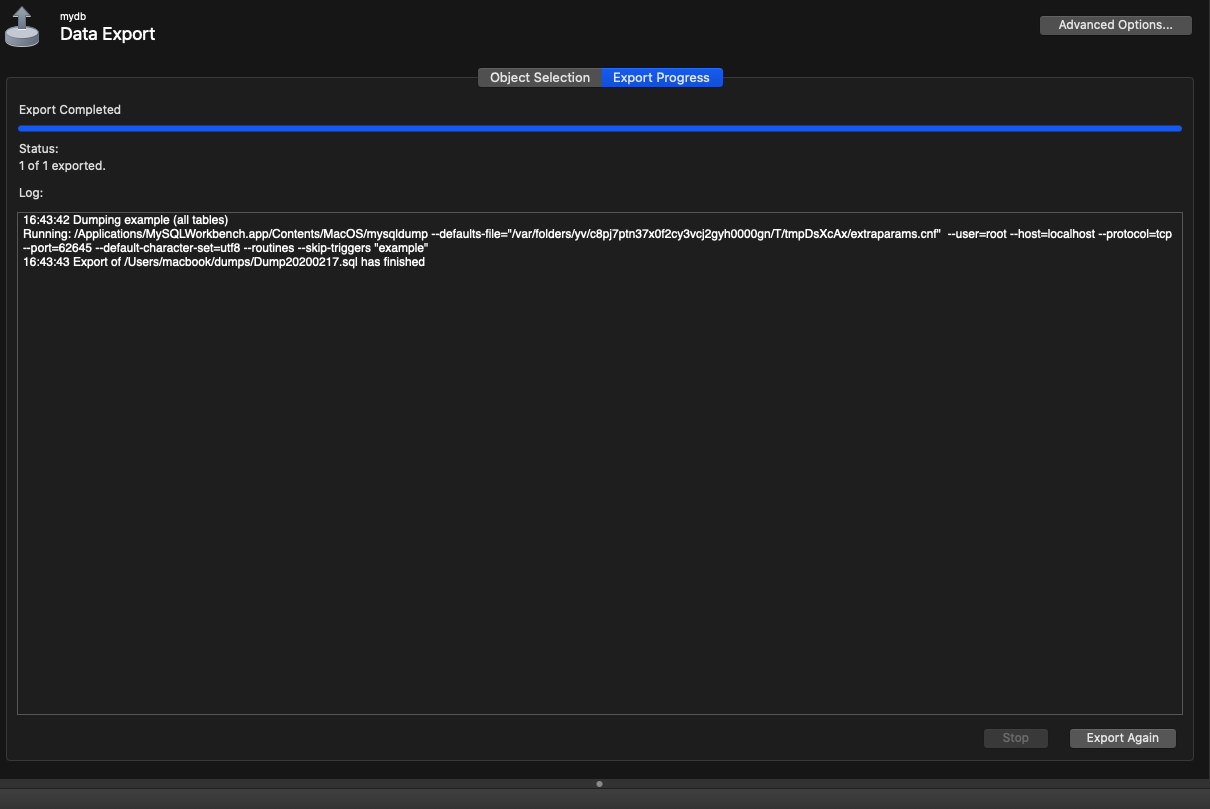 mydb
Data Export
Advanced Options...
Object Selection
Export Progress
Export Completed
Status:
1 of 1 exported.
Log:
16:43:42 Dumping example (all tables)
Running: /Applications/MySQLWorkbench.app/Contents/MacOS/mysqldump --defaults-file="/var/folders/yv/c8pj7ptn37x0f2cy3vcj2gyh0000gn/T/tmpDsXcAx/extraparams.cnf"  --user=root --host=localhost --protocol=tcp
--port=62645 --default-character-set=utf8 --routines --skip-triggers "example"
16:43:43 Export of /Users/macbook/dumps/Dump20200217.sql has finished
Stop
Export Again